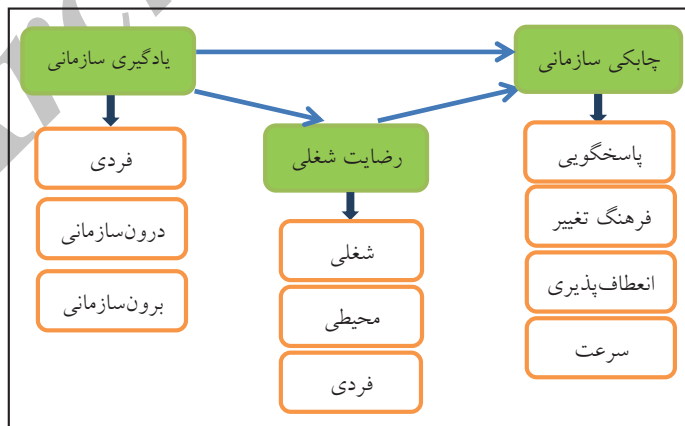 یادگیری سازمانی
چابکی سازمانی
رضایت شغلی
فردی
درون‌سازمانی
برون‌سازمانی
شغلی
محیطی
فردی
پاسخگویی
فرهنگ تغییر
انعطاف‌پذیری
سرعت